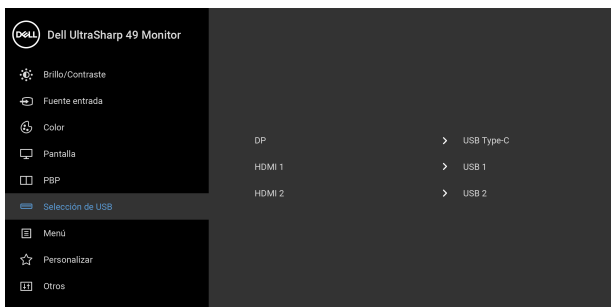 DELL
Dell UltraSharp 49 Monitor
Brillo/Contraste
Fuente entrada
Color
Pantalla
PBP
Selección de USB
Menú
Personalizar
Otros
DP > USB Type-C
HDMI 1 > USB 1
HDMI 2 > USB 2